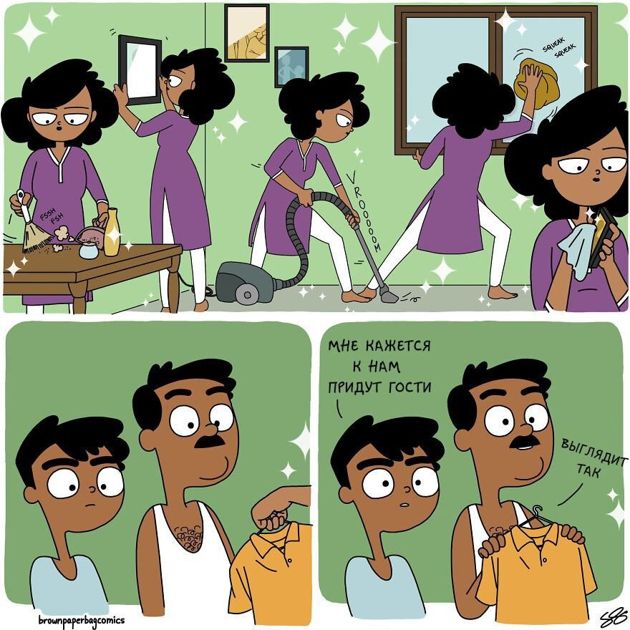 FSSH
FSH
VROOOOOM
SQUEAK
SQUEAK
МНЕ КАЖЕТСЯ
К НАМ
ПРИДУТ ГОСТИ
ВЫГЛЯДИТ
ТАК
brownpaperbagcomics